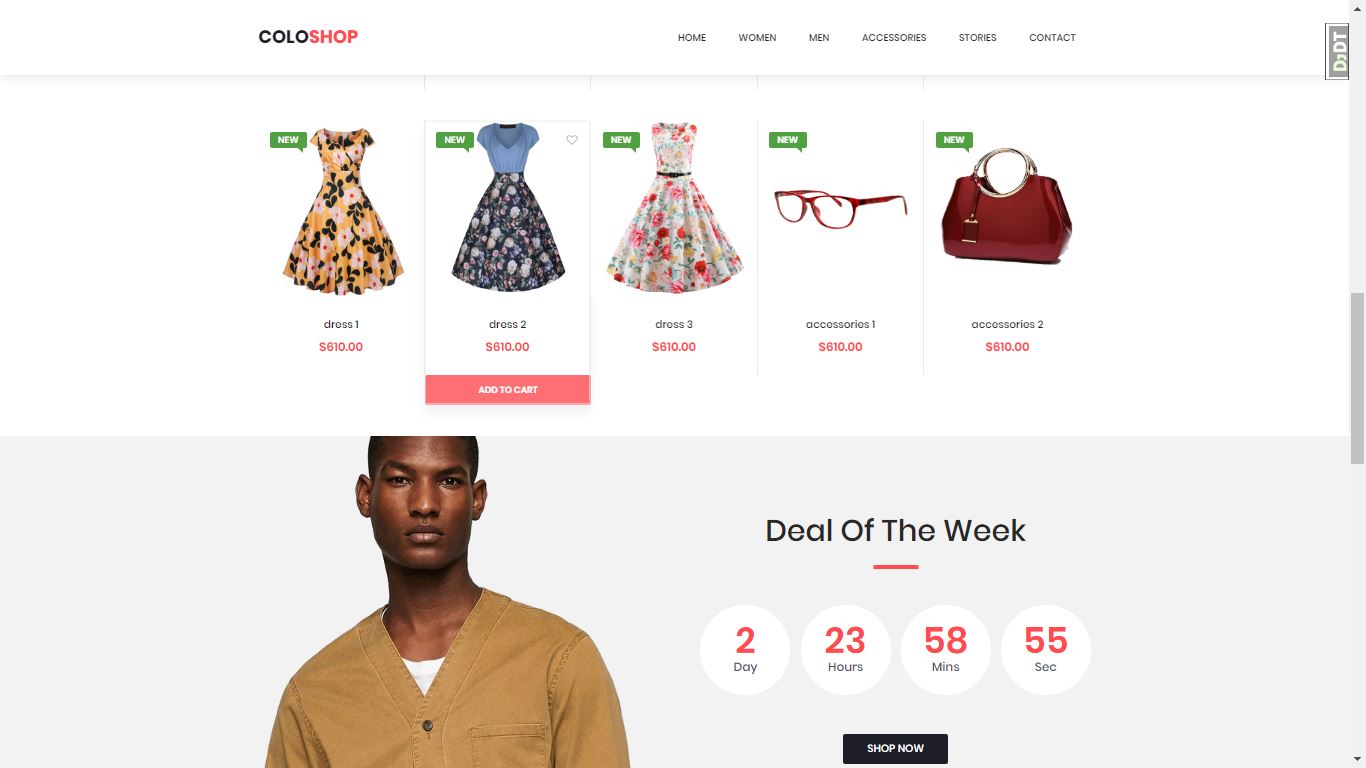 COLOSHOP
HOME WOMEN MEN ACCESSORIES STORIES CONTACT
DJDT
NEW NEW NEW NEW NEW
dress 1 dress 2 dress 3 accessories 1 accessories 2
$610.00 $610.00 $610.00 $610.00 $610.00
ADD TO CART
Deal Of The Week
2 23 58 55
Day Hours Mins Sec
SHOP NOW